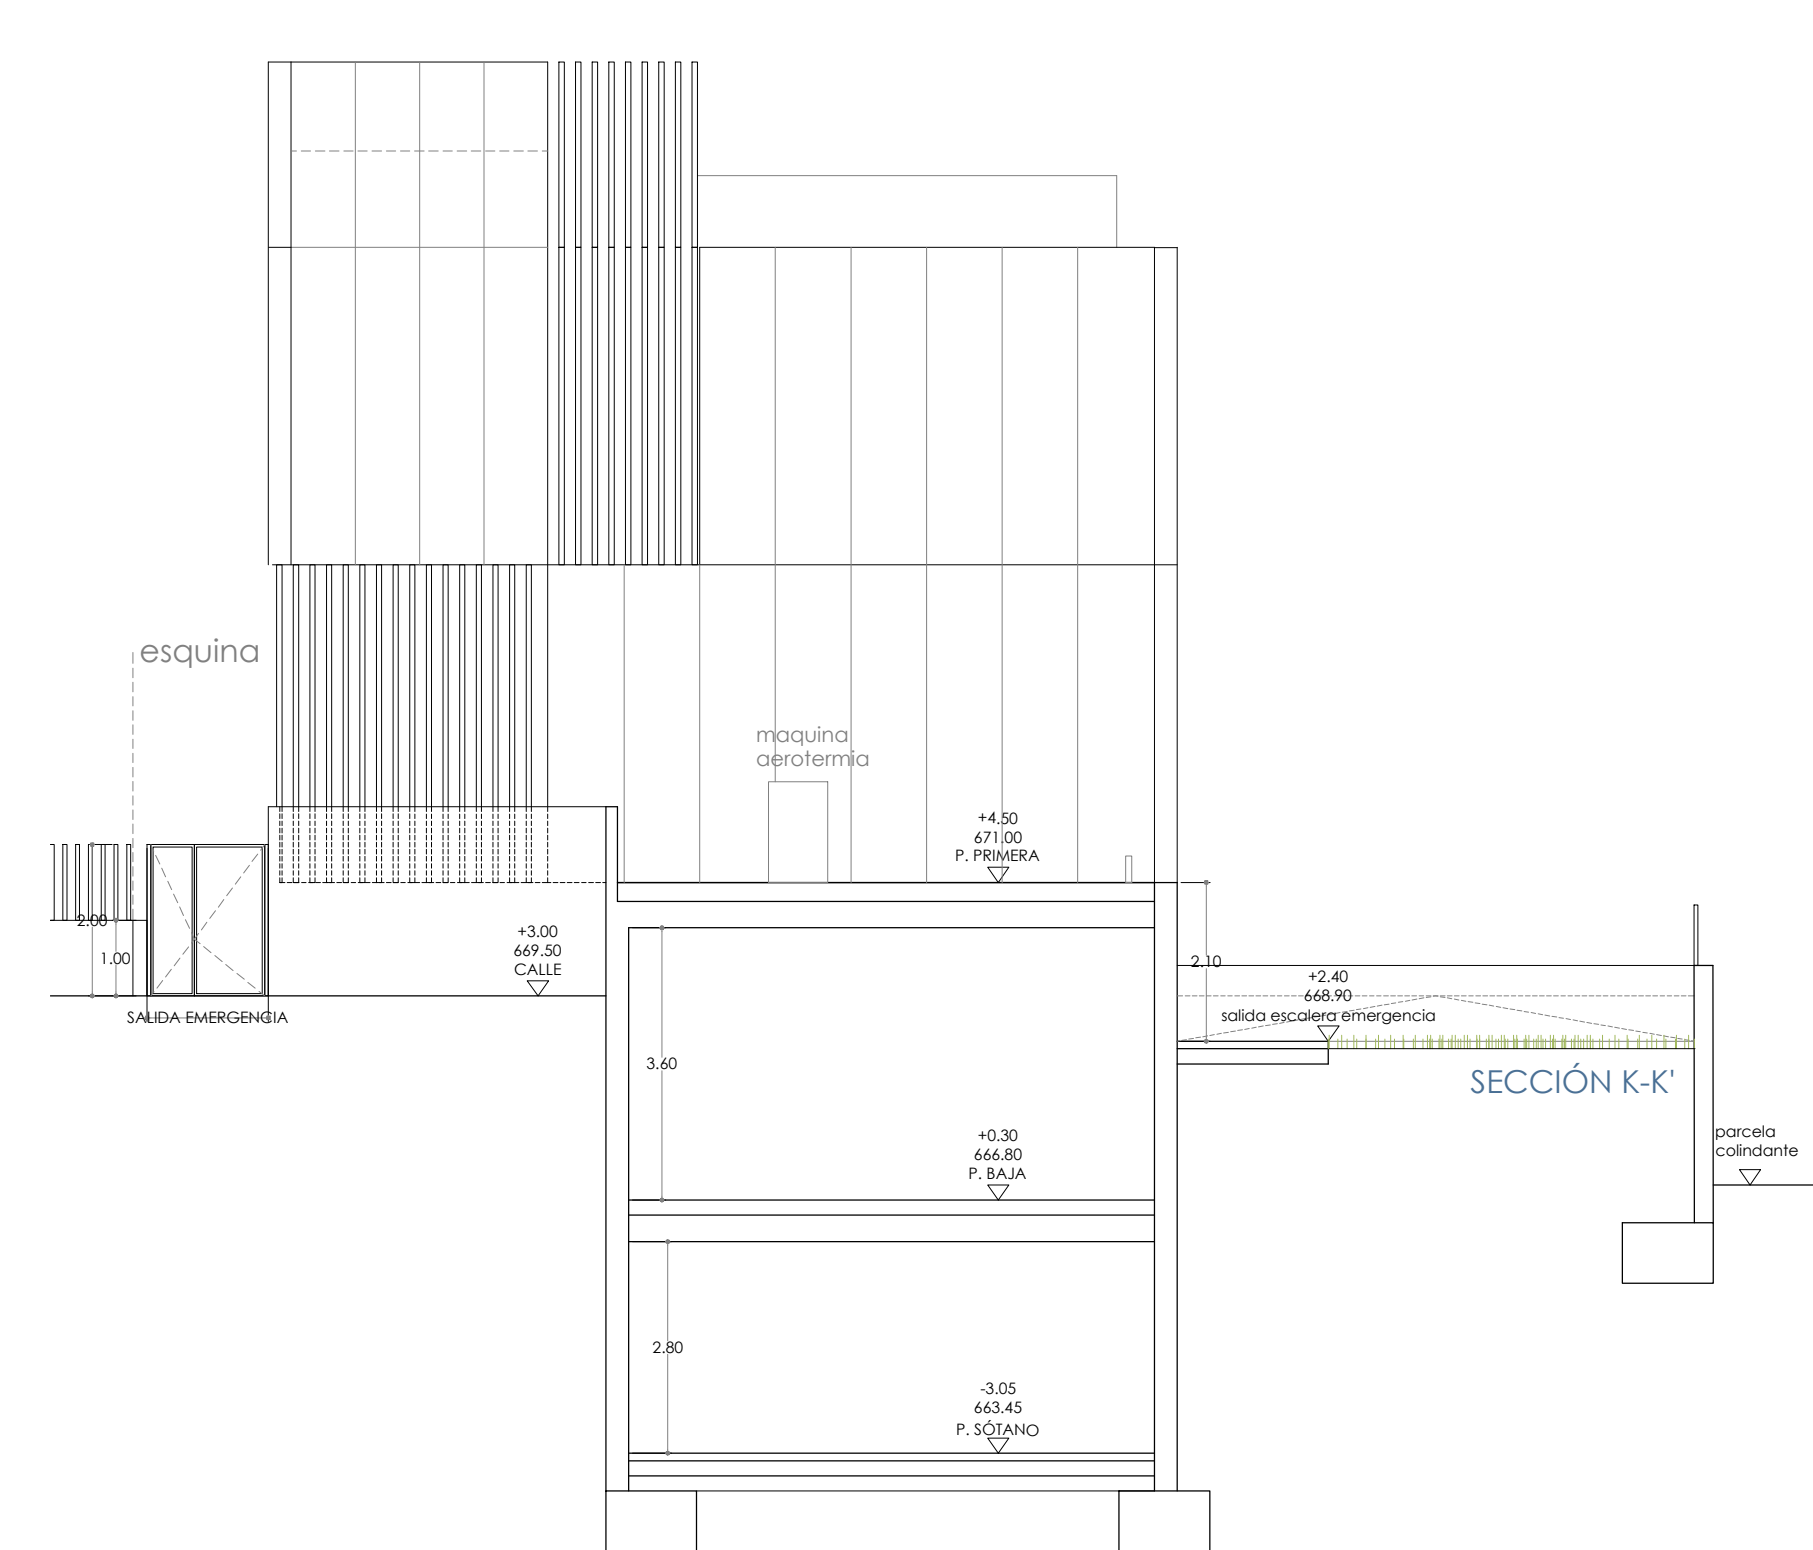 esquina
maquina
aerotermia
+4.50
671.00
P. PRIMERA
2.00
1.00
+3.00
669.50
CALLE
SALIDA EMERGENCIA
2.10
+2.40
668.90
salida escalera emergencia
3.60
SECCIÓN K-K'
+0.30
666.80
P. BAJA
parcela
colindante
2.80
-3.05
663.45
P. SÓTANO